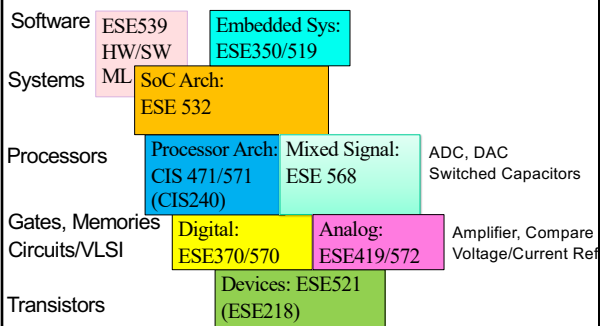 Software
ESE539
HW/SW
ML
Embedded Sys:
ESE350/519
Systems
SoC Arch:
ESE 532
Processors
Processor Arch:
CIS 471/571
(CIS240)
Mixed Signal:
ESE 568
ADC, DAC
Switched Capacitors
Gates, Memories
Circuits/VLSI
Digital:
ESE370/570
Analog:
ESE419/572
Amplifier, Compare
Voltage/Current Ref
Transistors
Devices: ESE521
(ESE218)